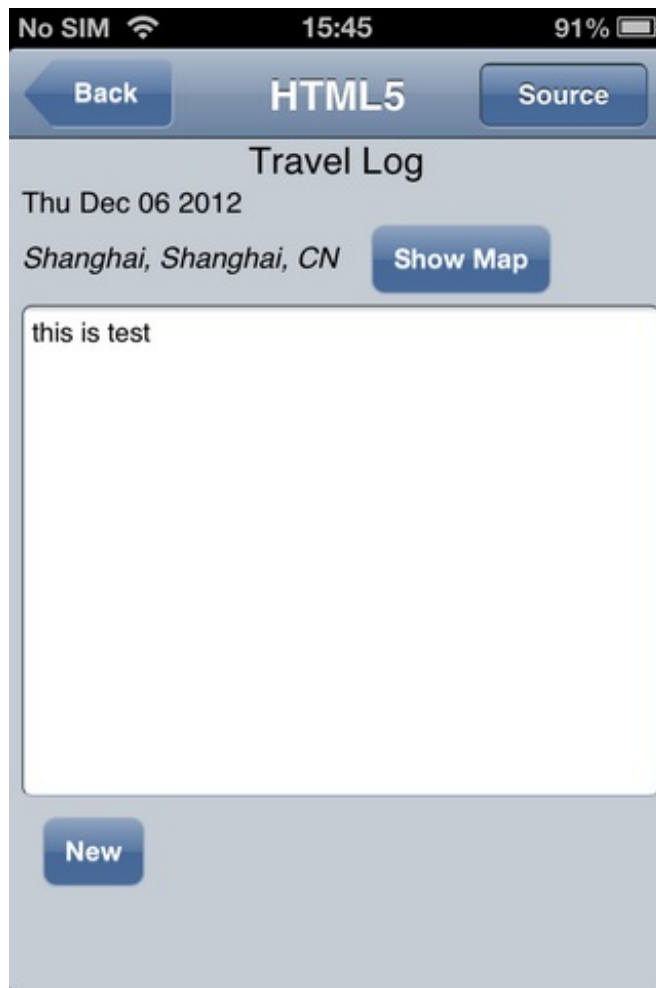 No SIM 15:45 91%
Back HTML5 Source
Travel Log
Thu Dec 06 2012
Shanghai, Shanghai, CN Show Map
this is test
New